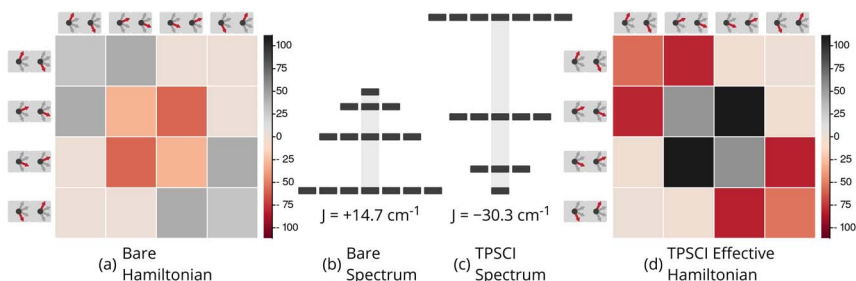 100
75
50
25
0
25
50
75
100
J = +14.7 cm-1
J = −30.3 cm-1
100
75
50
25
0
- 25
- 50
- 75
- 100
(a) Bare
Hamiltonian
(b) Bare
Spectrum
(c) TPSCI
Spectrum
(d) TPSCI Effective
Hamiltonian